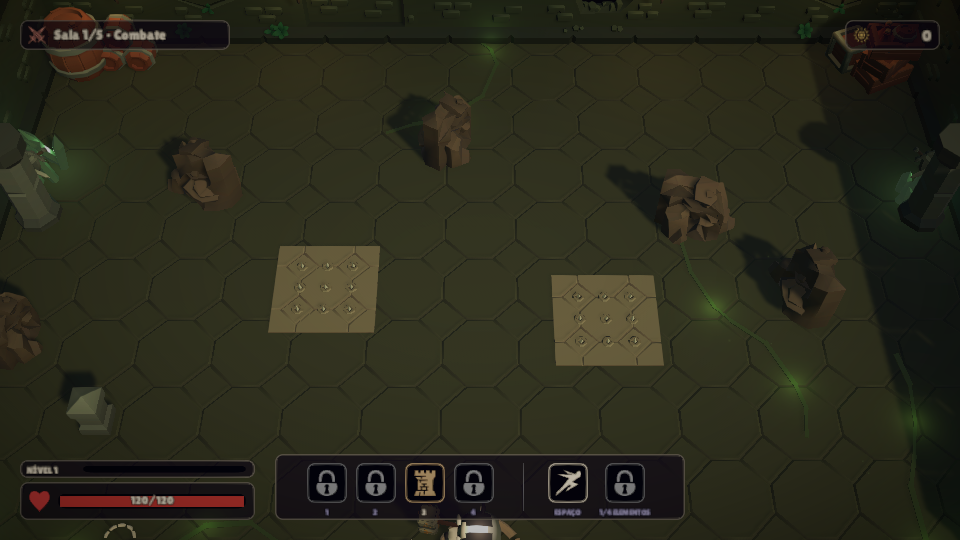 Sala 1/5 - Combate
0
NÍVEL 1
120/120
1 2 3 4 ESPAÇO 1/4 ELEMENTOS